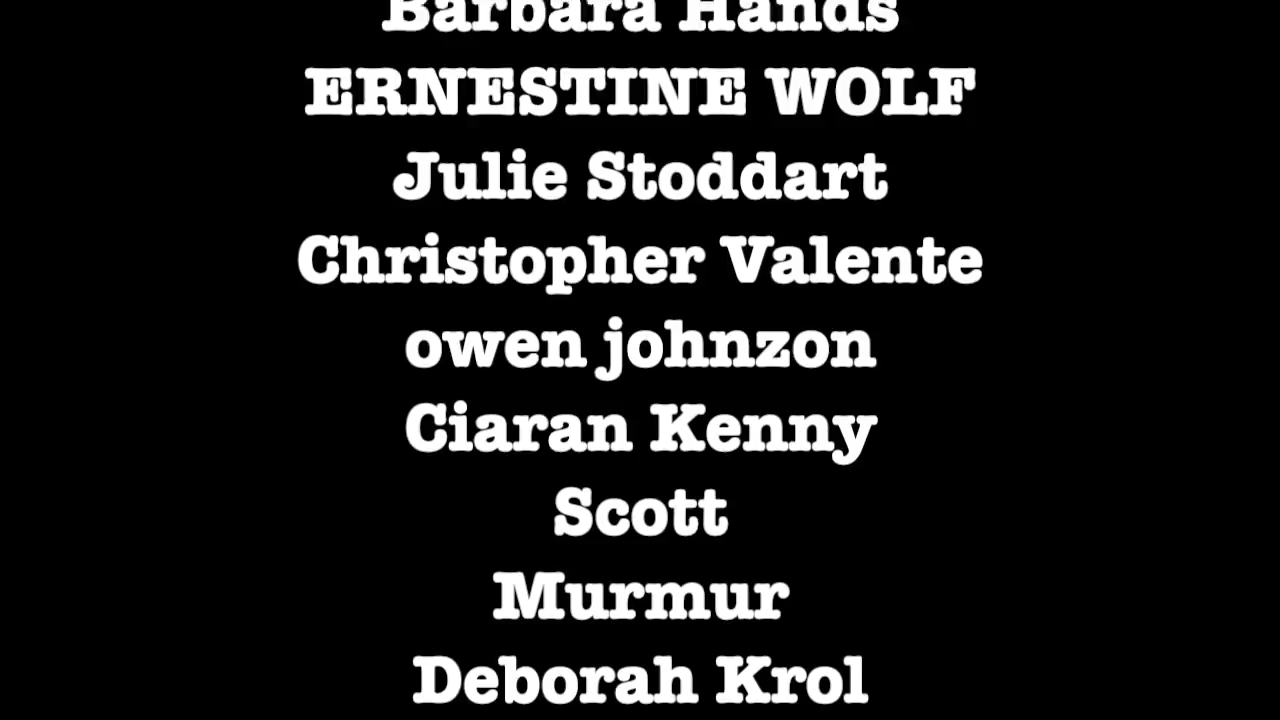 Barbara Hands
ERNESTINE WOLF
Julie Stoddart
Christopher Valente
owen johnzon
Ciaran Kenny
Scott
Murmur
Deborah Krol